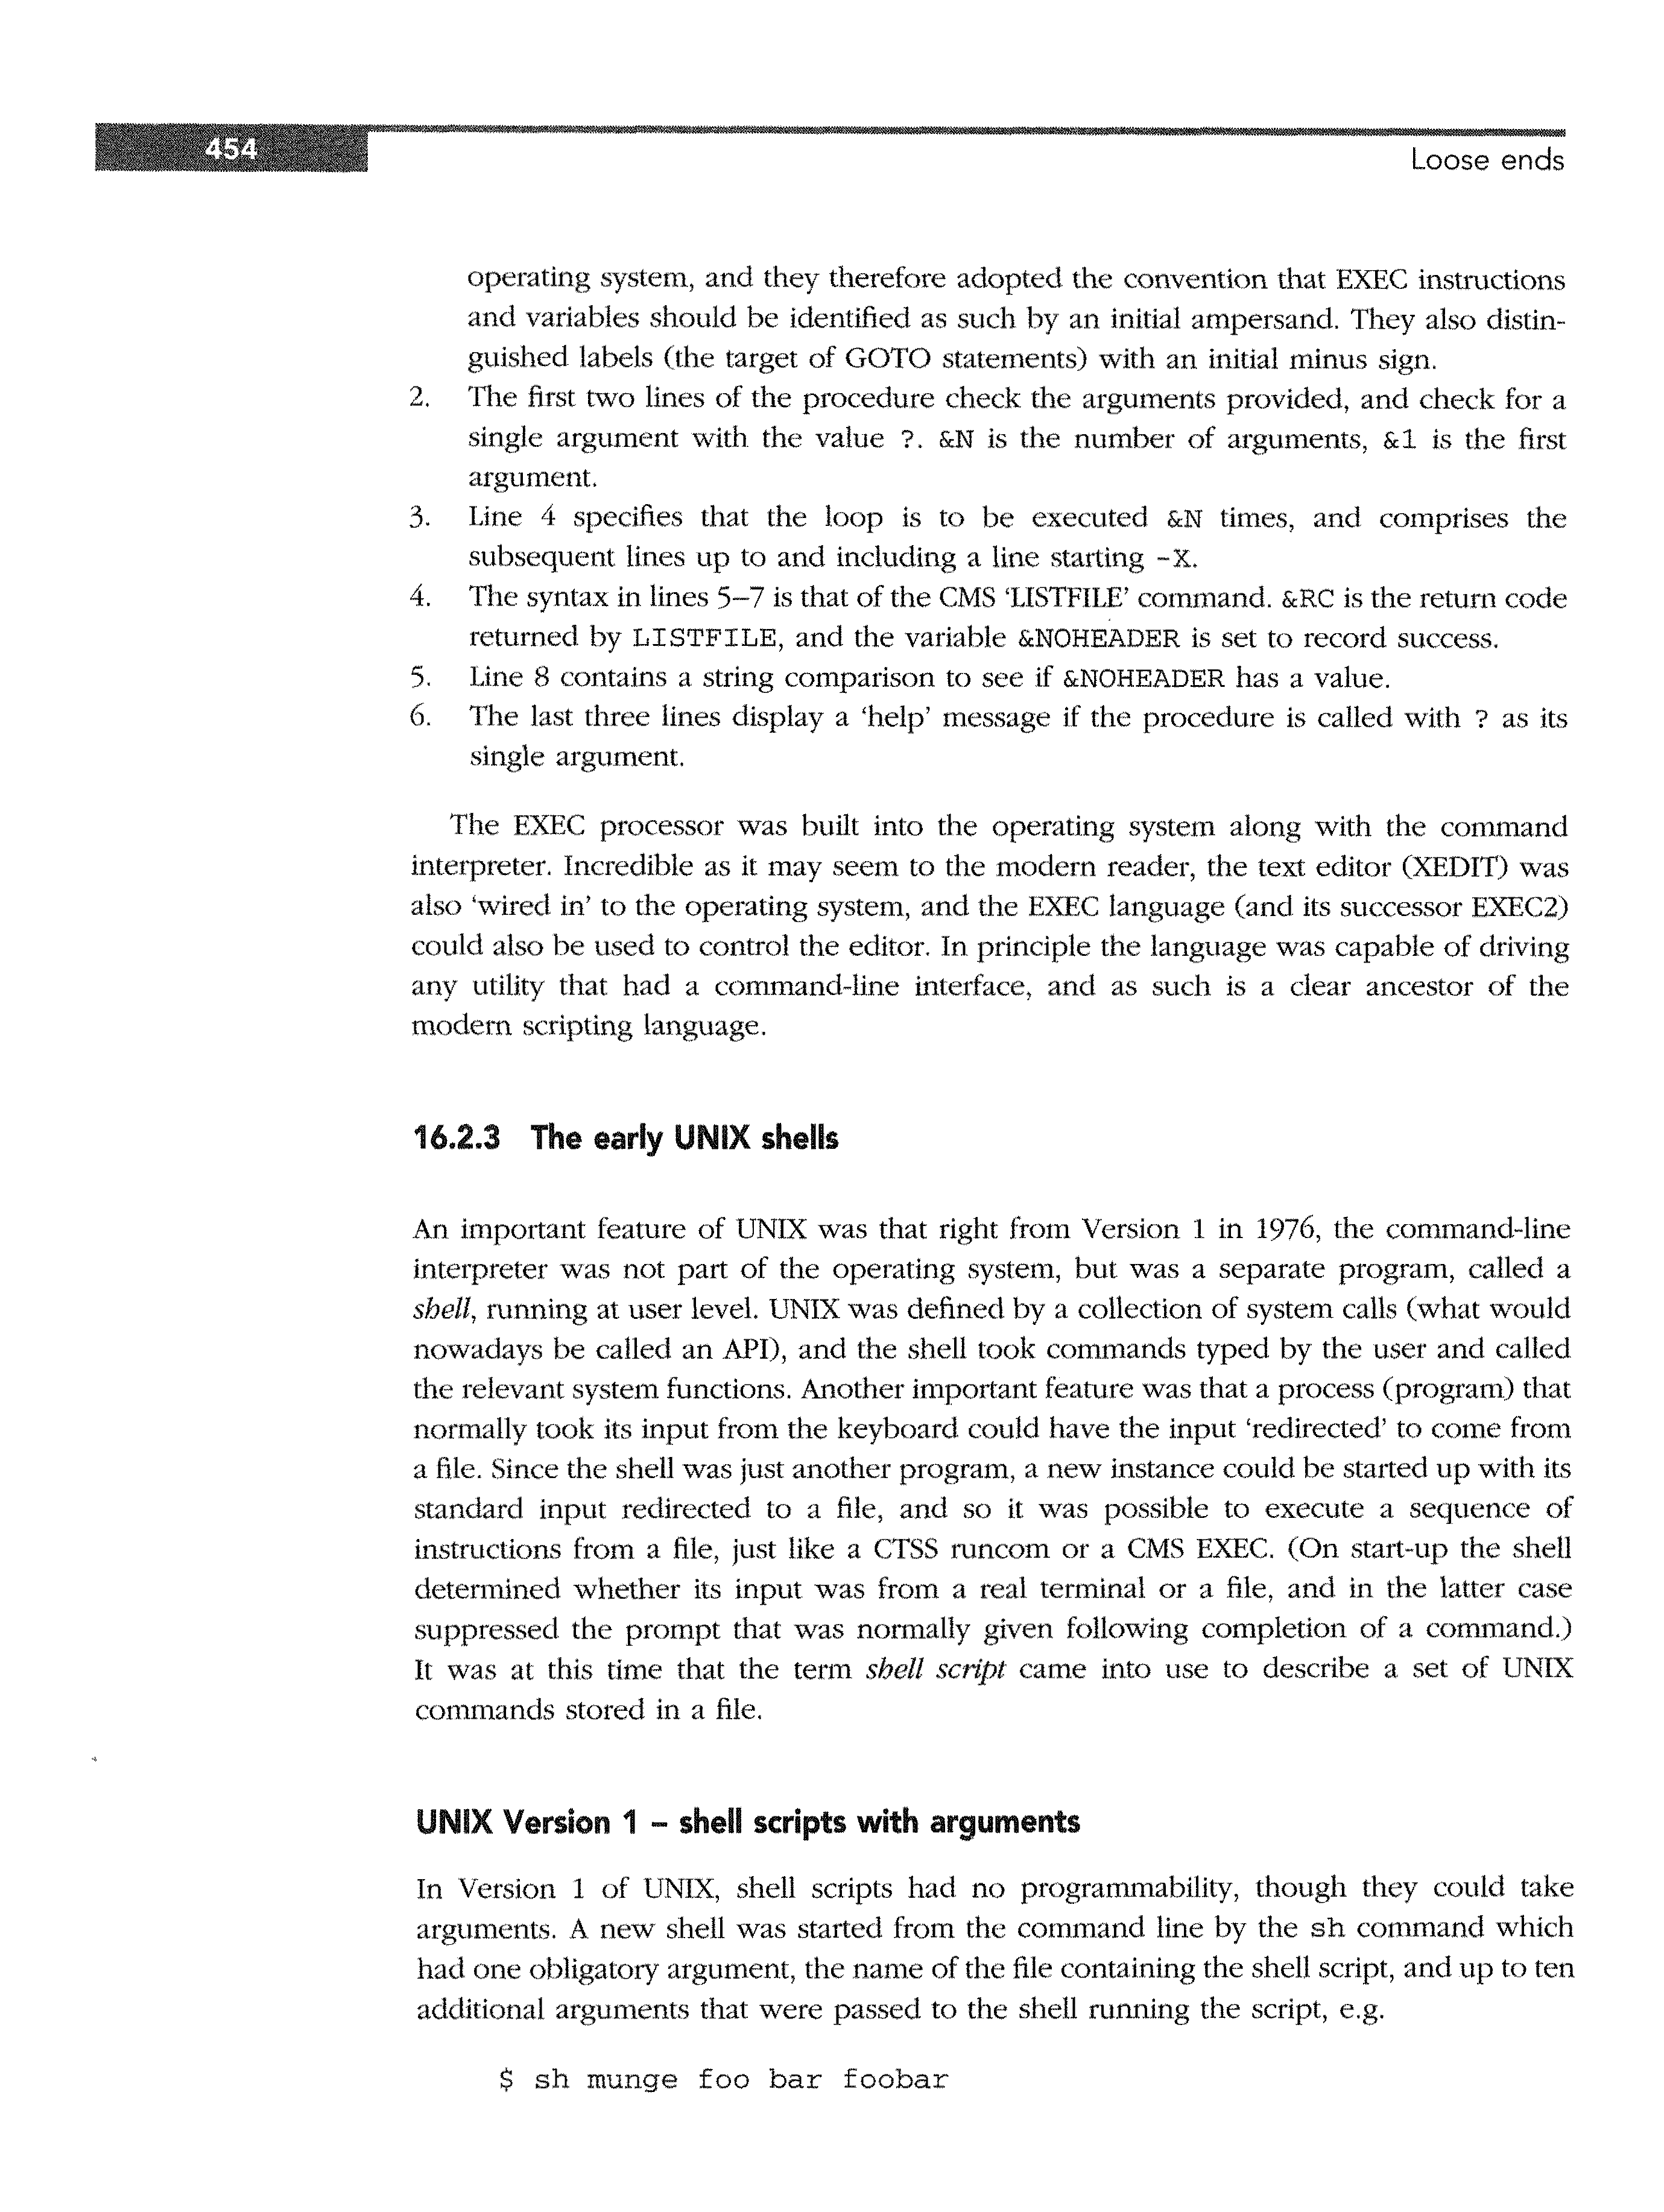 454
Loose ends
operating system, and they therefore adopted the convention that EXEC instructions
and variables should be identified as such by an initial ampersand. They also distin-
guished labels (the target of GOTO statements) with an initial minus sign.
2. The first two lines of the procedure check the arguments provided, and check for a
single argument with the value ?. &N is the number of arguments, &1 is the first
argument.
3. Line 4 specifies that the loop is to be executed &N times, and comprises the
subsequent lines up to and including a line starting -X.
4. The syntax in lines 5–7 is that of the CMS ‘LISTFILE’ command. &RC is the return code
returned by LISTFILE, and the variable &NOHEADER is set to record success.
5. Line 8 contains a string comparison to see if &NOHEADER has a value.
6. The last three lines display a ‘help’ message if the procedure is called with ? as its
single argument.
The EXEC processor was built into the operating system along with the command
interpreter. Incredible as it may seem to the modern reader, the text editor (XEDIT) was
also ‘wired in’ to the operating system, and the EXEC language (and its successor EXEC2)
could also be used to control the editor. In principle the language was capable of driving
any utility that had a command-line interface, and as such is a clear ancestor of the
modern scripting language.
16.2.3 The early UNIX shells
An important feature of UNIX was that right from Version 1 in 1976, the command-line
interpreter was not part of the operating system, but was a separate program, called a
shell, running at user level. UNIX was defined by a collection of system calls (what would
nowadays be called an API), and the shell took commands typed by the user and called
the relevant system functions. Another important feature was that a process (program) that
normally took its input from the keyboard could have the input ‘redirected’ to come from
a file. Since the shell was just another program, a new instance could be started up with its
standard input redirected to a file, and so it was possible to execute a sequence of
instructions from a file, just like a CTSS runcom or a CMS EXEC. (On start-up the shell
determined whether its input was from a real terminal or a file, and in the latter case
suppressed the prompt that was normally given following completion of a command.)
It was at this time that the term shell script came into use to describe a set of UNIX
commands stored in a file.
UNIX Version 1 – shell scripts with arguments
In Version 1 of UNIX, shell scripts had no programmability, though they could take
arguments. A new shell was started from the command line by the sh command which
had one obligatory argument, the name of the file containing the shell script, and up to ten
additional arguments that were passed to the shell running the script, e.g.
$ sh munge foo bar foobar